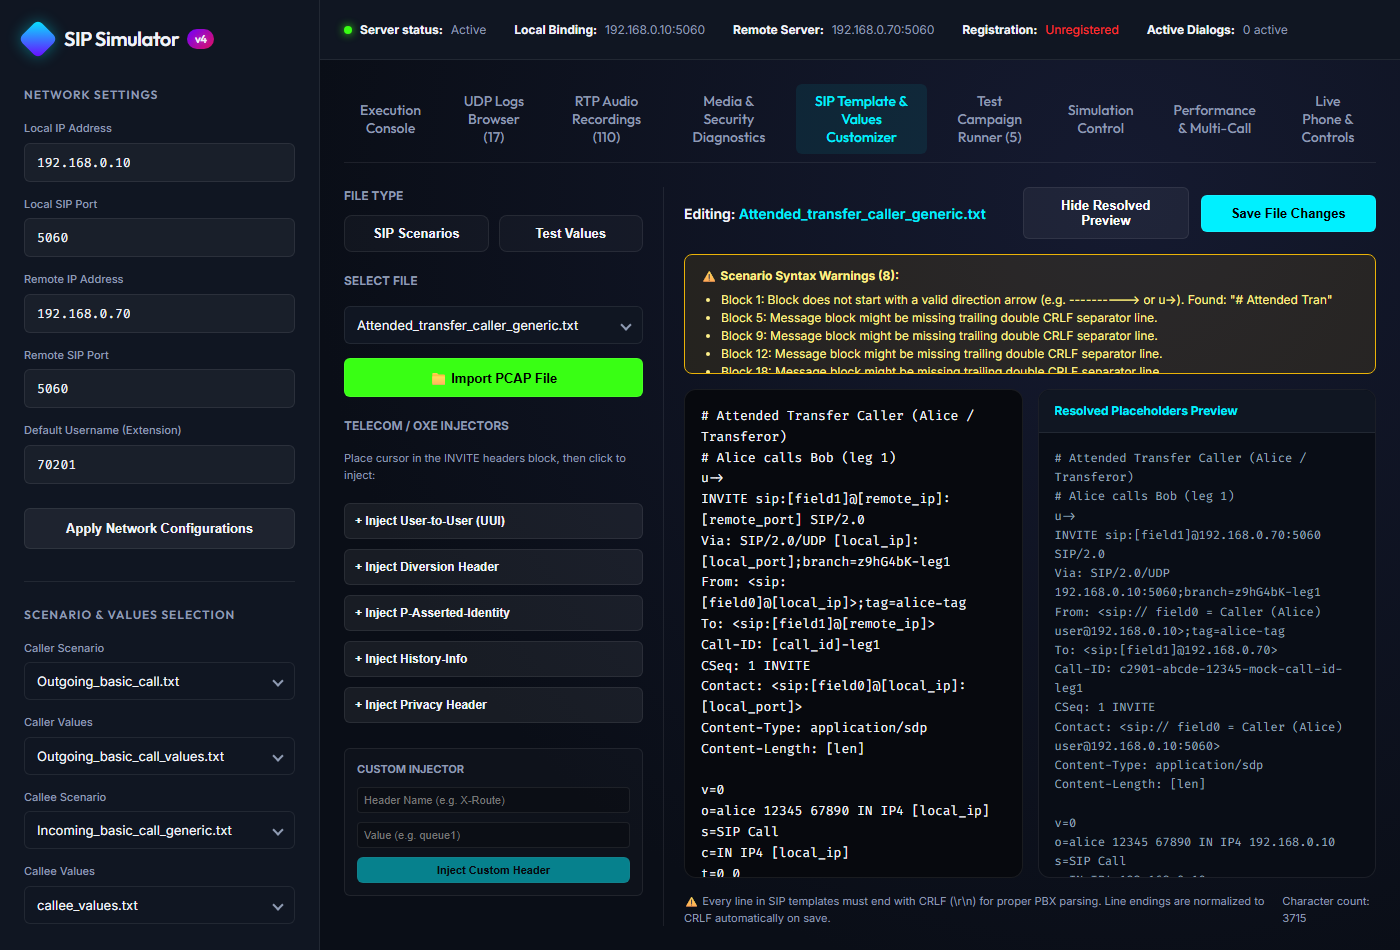 SIP Simulator v4
NETWORK SETTINGS
Local IP Address
192.168.0.10
Local SIP Port
5060
Remote IP Address
192.168.0.70
Remote SIP Port
5060
Default Username (Extension)
70201
Apply Network Configurations
SCENARIO & VALUES SELECTION
Caller Scenario
Outgoing_basic_call.txt
Caller Values
Outgoing_basic_call_values.txt
Callee Scenario
Incoming_basic_call_generic.txt
Callee Values
callee_values.txt
Server status: Active
Local Binding: 192.168.0.10:5060
Remote Server: 192.168.0.70:5060
Registration: Unregistered
Active Dialogs: 0 active
Execution
Console
UDP Logs
Browser
(17)
RTP Audio
Recordings
(110)
Media &
Security
Diagnostics
SIP Template &
Values
Customizer
Test
Campaign
Runner (5)
Simulation
Control
Performance
& Multi-Call
Live
Phone &
Controls
FILE TYPE
SIP Scenarios
Test Values
SELECT FILE
Attended_transfer_caller_generic.txt
Import PCAP File
TELECOM / OXE INJECTORS
Place cursor in the INVITE headers block, then click to
inject:
+ Inject User-to-User (UUI)
+ Inject Diversion Header
+ Inject P-Asserted-Identity
+ Inject History-Info
+ Inject Privacy Header
CUSTOM INJECTOR
Header Name (e.g. X-Route)
Value (e.g. queue1)
Inject Custom Header
Editing: Attended_transfer_caller_generic.txt
Hide Resolved
Preview
Save File Changes
⚠ Scenario Syntax Warnings (8):
• Block 1: Block does not start with a valid direction arrow (e.g. ----------> or u->). Found: "# Attended Tran"
• Block 5: Message block might be missing trailing double CRLF separator line.
• Block 9: Message block might be missing trailing double CRLF separator line.
• Block 12: Message block might be missing trailing double CRLF separator line.
• Block 18: Message block might be missing trailing double CRLF separator line.
# Attended Transfer Caller (Alice /
Transferor)
# Alice calls Bob (leg 1)
u->
INVITE sip:[field1]@[remote_ip]:
[remote_port] SIP/2.0
Via: SIP/2.0/UDP [local_ip]:
[local_port];branch=z9hG4bK-leg1
From: <sip:
[field0]@[local_ip]>;tag=alice-tag
To: <sip:[field1]@[remote_ip]>
Call-ID: [call_id]-leg1
CSeq: 1 INVITE
Contact: <sip:[field0]@[local_ip]:
[local_port]>
Content-Type: application/sdp
Content-Length: [len]
v=0
o=alice 12345 67890 IN IP4 [local_ip]
s=SIP Call
c=IN IP4 [local_ip]
t=0 0
Resolved Placeholders Preview
# Attended Transfer Caller (Alice /
Transferor)
# Alice calls Bob (leg 1)
u->
INVITE sip:[field1]@192.168.0.70:5060
SIP/2.0
Via: SIP/2.0/UDP
192.168.0.10:5060;branch=z9hG4bK-leg1
From: <sip:// field0 = Caller (Alice)
user@192.168.0.10>;tag=alice-tag
To: <sip:[field1]@192.168.0.70>
Call-ID: c2901-abcde-12345-mock-call-id-
leg1
CSeq: 1 INVITE
Contact: <sip:// field0 = Caller (Alice)
user@192.168.0.10:5060>
Content-Type: application/sdp
Content-Length: [len]
v=0
o=alice 12345 67890 IN IP4 192.168.0.10
s=SIP Call
c=IN IP4 192.168.0.10
⚠ Every line in SIP templates must end with CRLF (\r\n) for proper PBX parsing. Line endings are normalized to
CRLF automatically on save.
Character count:
3715